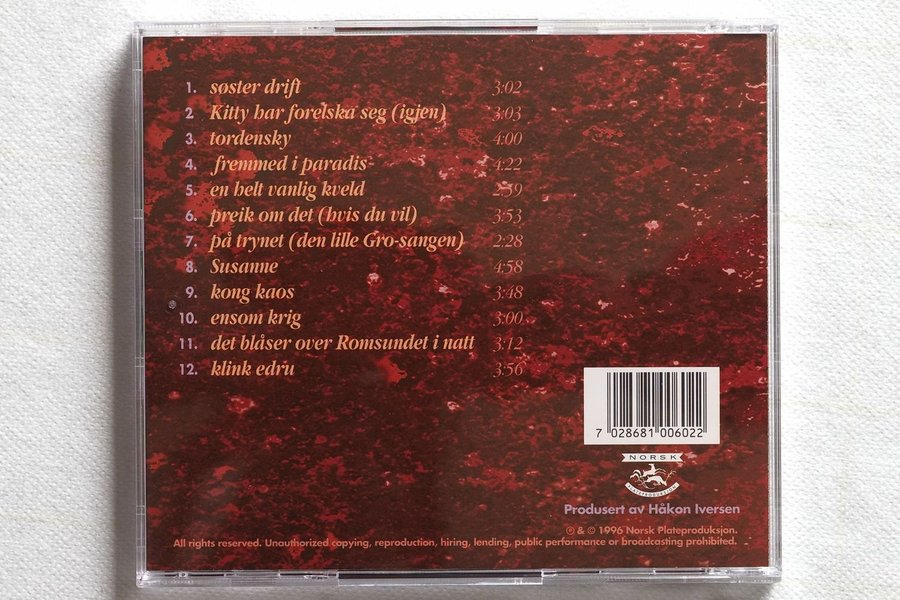 1. søster drift 3:02
2 Kitty har forelska seg (igjen) 3:03
3. tordensky 4:00
4. fremmed i paradis 4:22
5. en helt vanlig kveld 2:59
6. preik om det (hvis du vil) 3:53
7. på trynet (den lille Gro-sangen) 2:28
8. Susanne 4:58
9. kong kaos 3:48
10. ensom krig 3:00
11. det blåser over Romsundet i natt 3:12
12. klink edru 3:56
7 028681 006022
NORSK
PLATEPRODUKSJON
Produsert av Håkon Iversen
℗ & © 1996 Norsk Plateproduksjon.
All rights reserved. Unauthorized copying, reproduction, hiring, lending, public performance or broadcasting prohibited.